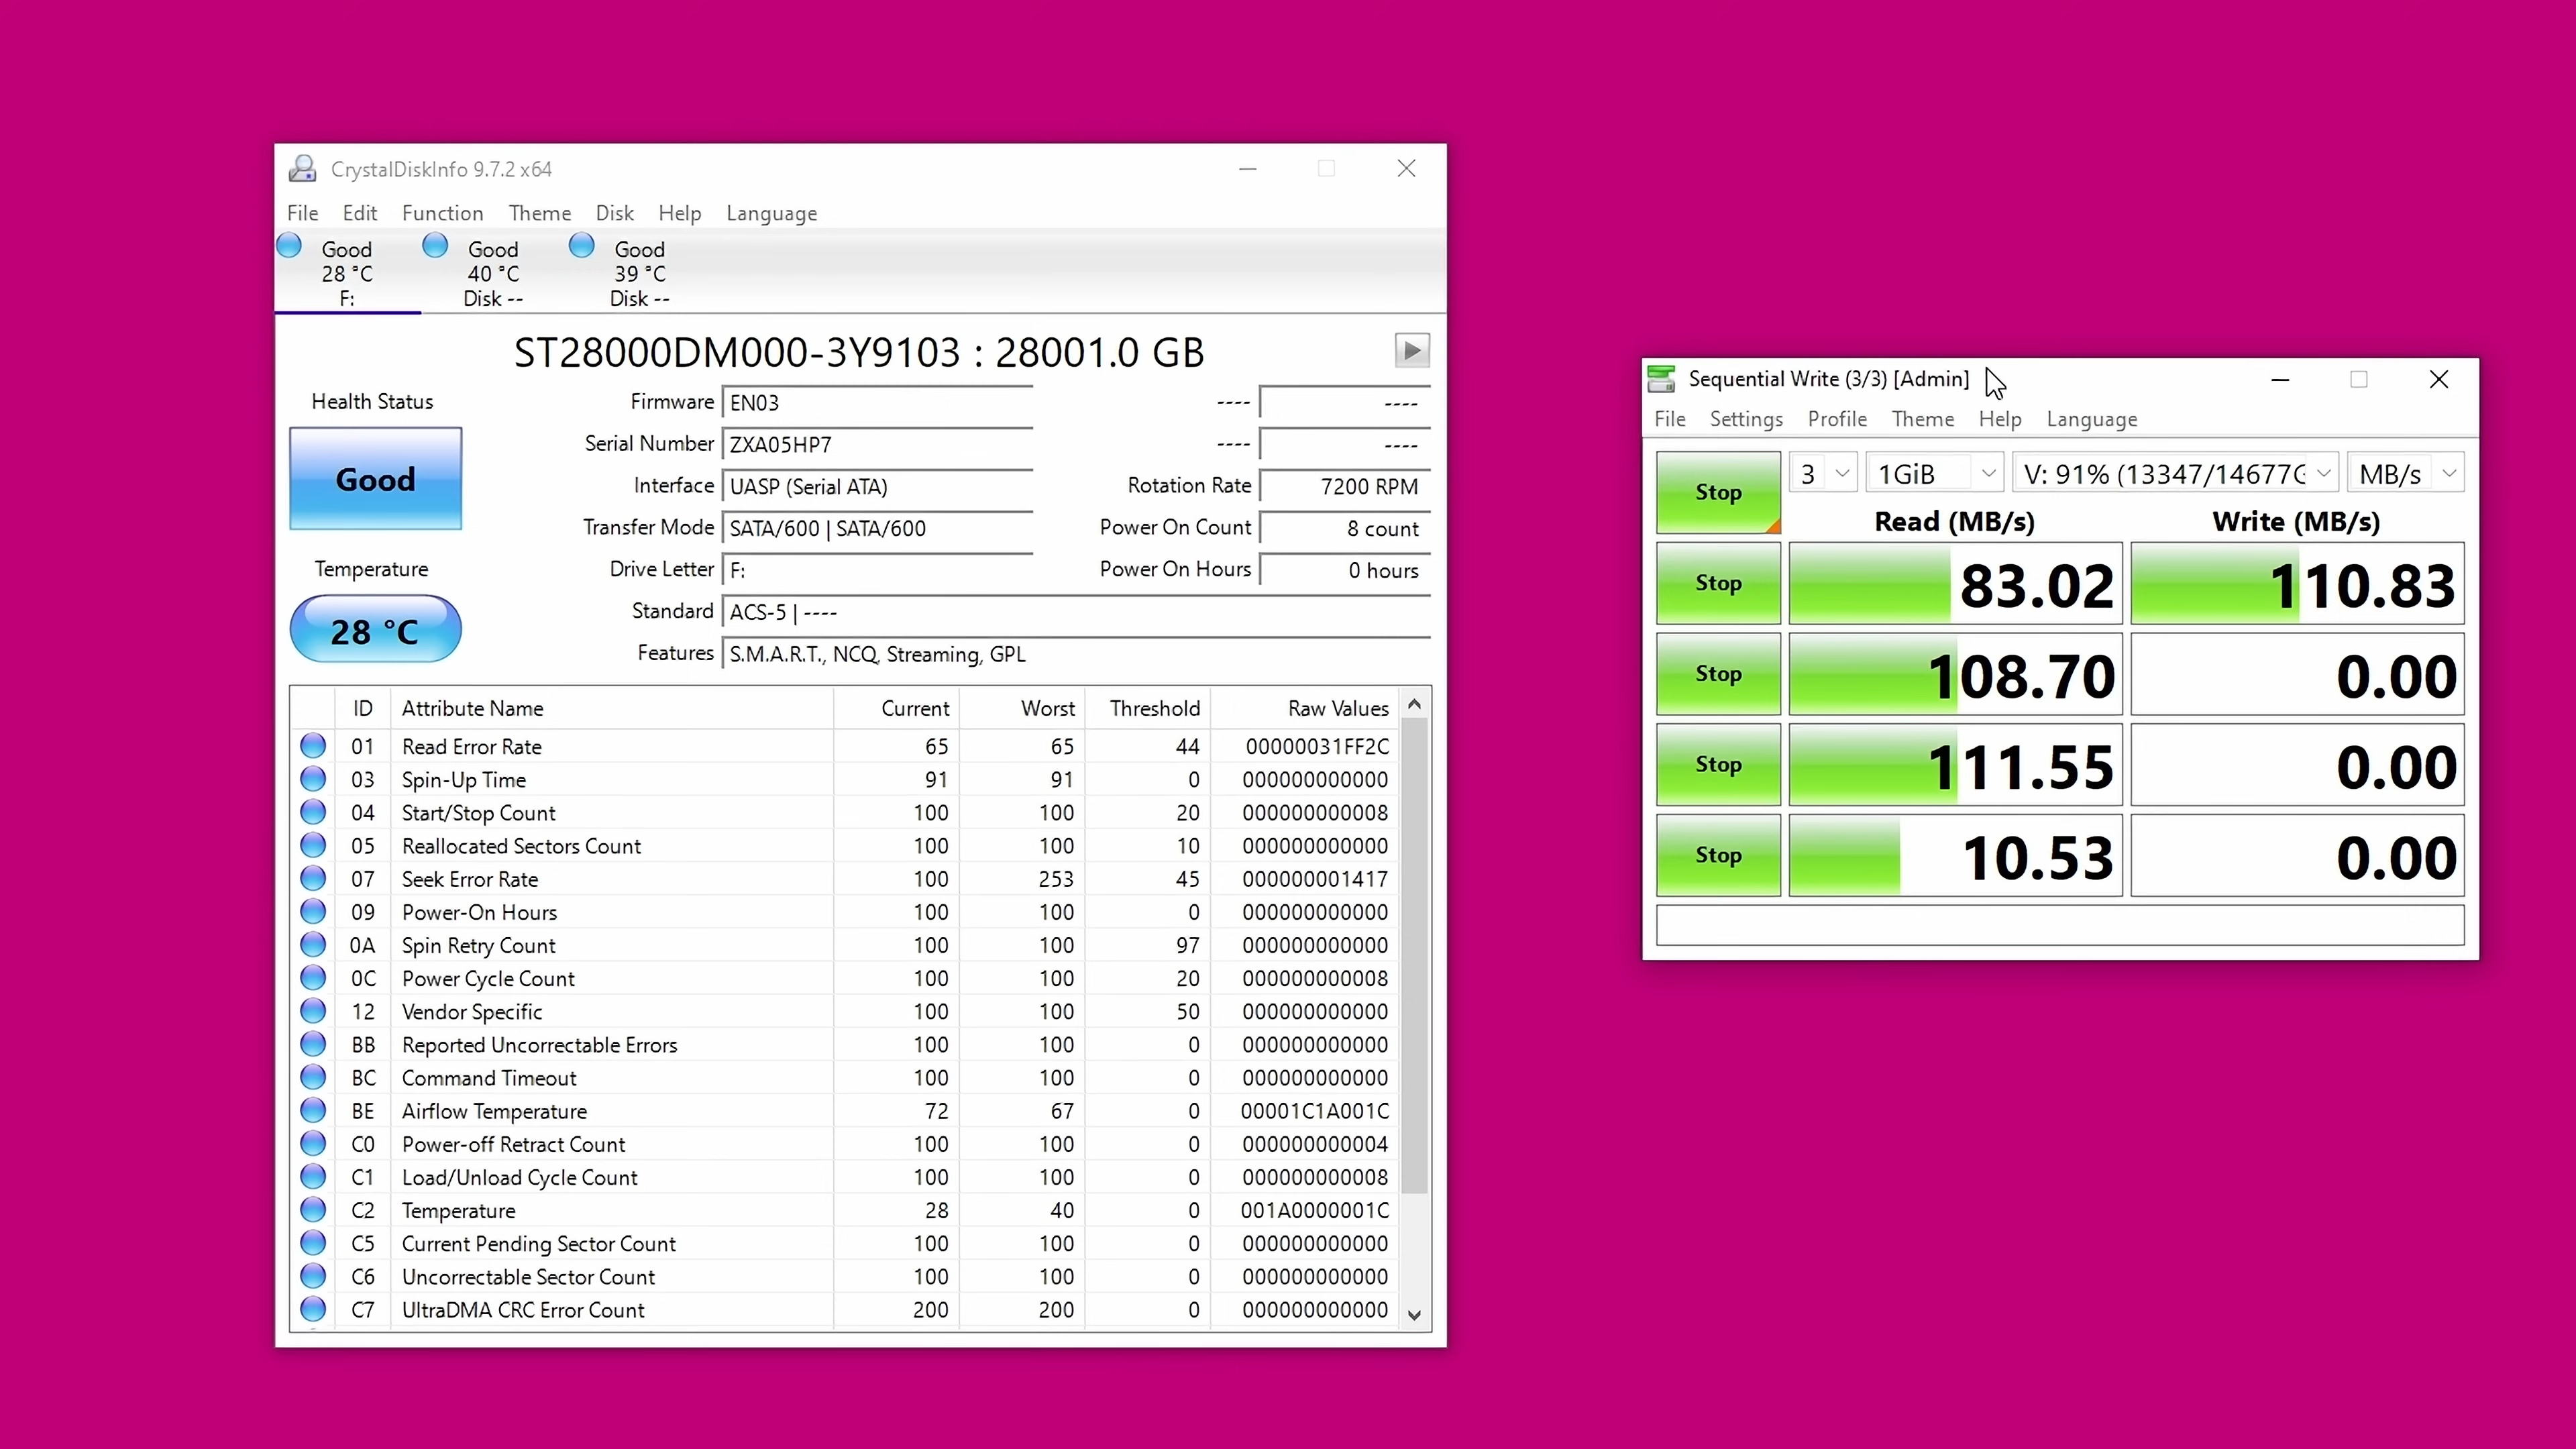 CrystalDiskInfo 9.7.2 x64
File Edit Function Theme Disk Help Language
Good Good Good
28 °C 40 °C 39 °C
F: Disk -- Disk --
ST28000DM000-3Y9103 : 28001.0 GB
Health Status
Good
Temperature
28 °C
Firmware EN03 ---- ----
Serial Number ZXA05HP7 ---- ----
Interface UASP (Serial ATA) Rotation Rate 7200 RPM
Transfer Mode SATA/600 | SATA/600 Power On Count 8 count
Drive Letter F: Power On Hours 0 hours
Standard ACS-5 | ----
Features S.M.A.R.T., NCQ, Streaming, GPL
ID Attribute Name Current Worst Threshold Raw Values
01 Read Error Rate 65 65 44 00000031FF2C
03 Spin-Up Time 91 91 0 000000000000
04 Start/Stop Count 100 100 20 000000000008
05 Reallocated Sectors Count 100 100 10 000000000000
07 Seek Error Rate 100 253 45 000000001417
09 Power-On Hours 100 100 0 000000000000
0A Spin Retry Count 100 100 97 000000000000
0C Power Cycle Count 100 100 20 000000000008
12 Vendor Specific 100 100 50 000000000000
BB Reported Uncorrectable Errors 100 100 0 000000000000
BC Command Timeout 100 100 0 000000000000
BE Airflow Temperature 72 67 0 00001C1A001C
C0 Power-off Retract Count 100 100 0 000000000004
C1 Load/Unload Cycle Count 100 100 0 000000000008
C2 Temperature 28 40 0 001A0000001C
C5 Current Pending Sector Count 100 100 0 000000000000
C6 Uncorrectable Sector Count 100 100 0 000000000000
C7 UltraDMA CRC Error Count 200 200 0 000000000000
Sequential Write (3/3) [Admin]
File Settings Profile Theme Help Language
Stop 3 1GiB V: 91% (13347/14677G MB/s
Read (MB/s) Write (MB/s)
Stop 83.02 110.83
Stop 108.70 0.00
Stop 111.55 0.00
Stop 10.53 0.00